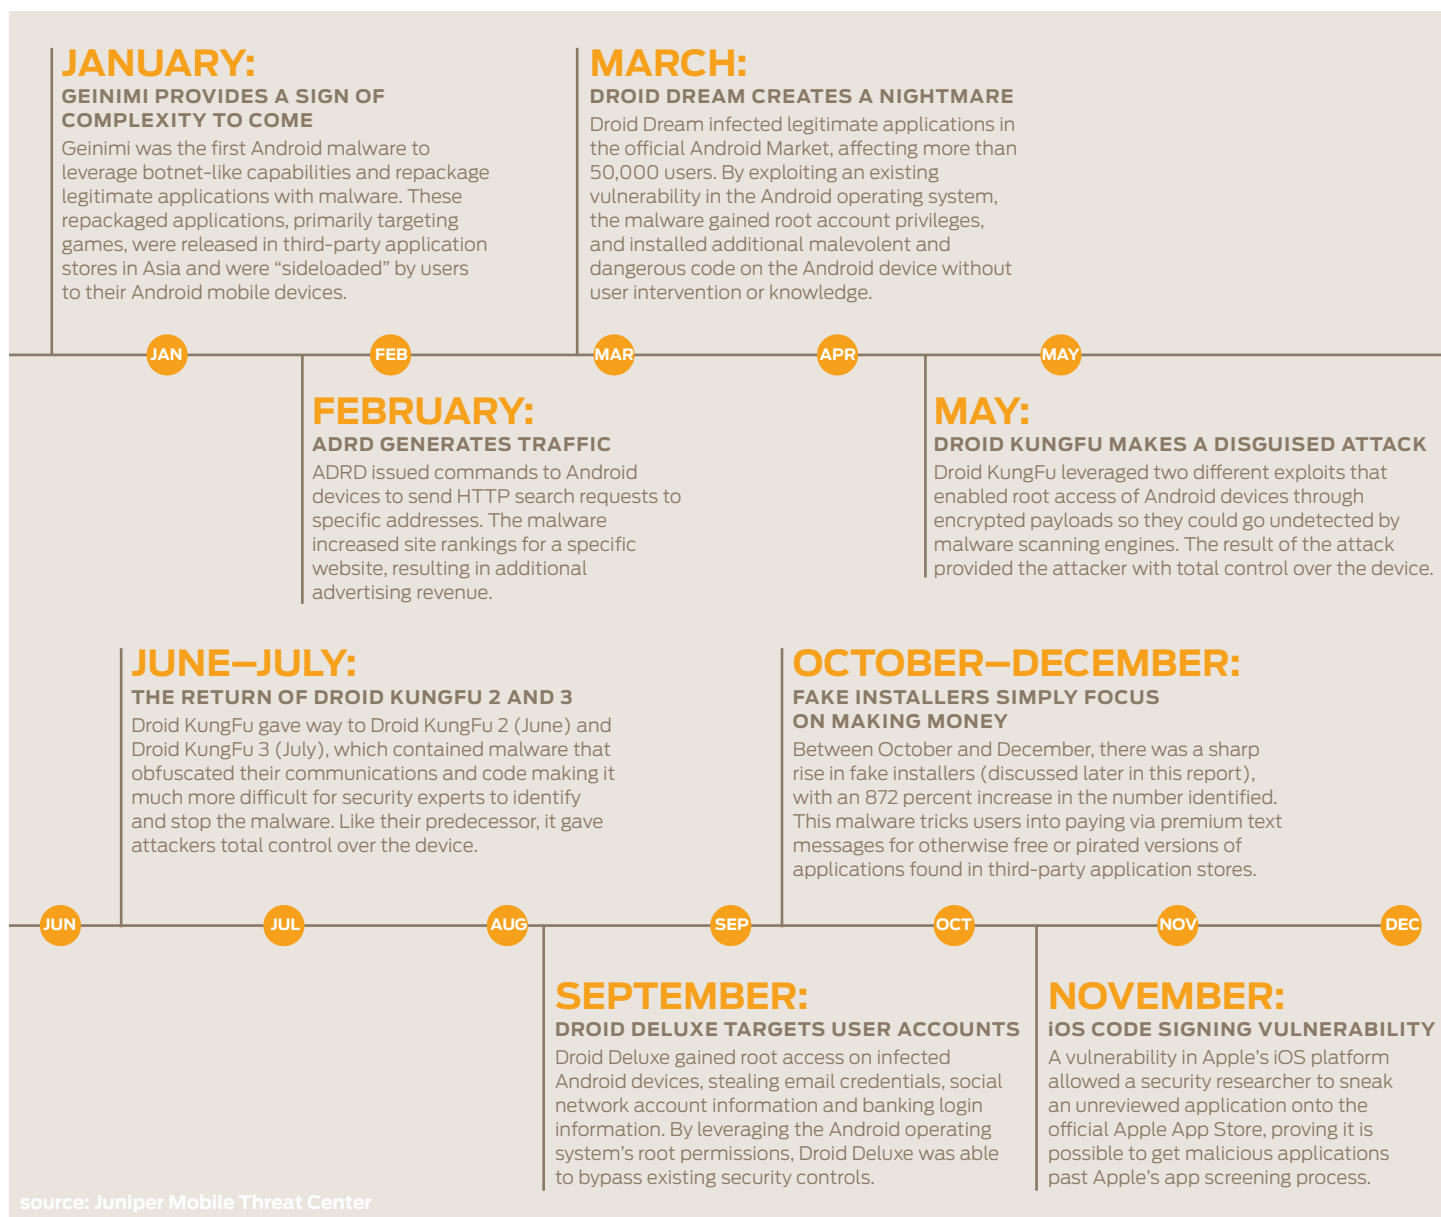 JANUARY:
GEINIMI PROVIDES A SIGN OF
COMPLEXITY TO COME
Geinimi was the first Android malware to
leverage botnet-like capabilities and repackage
legitimate applications with malware. These
repackaged applications, primarily targeting
games, were released in third-party application
stores in Asia and were “sideloaded” by users
to their Android mobile devices.
MARCH:
DROID DREAM CREATES A NIGHTMARE
Droid Dream infected legitimate applications in
the official Android Market, affecting more than
50,000 users. By exploiting an existing
vulnerability in the Android operating system,
the malware gained root account privileges,
and installed additional malevolent and
dangerous code on the Android device without
user intervention or knowledge.
JAN
FEB
MAR
APR
MAY
FEBRUARY:
ADRD GENERATES TRAFFIC
ADRD issued commands to Android
devices to send HTTP search requests to
specific addresses. The malware
increased site rankings for a specific
website, resulting in additional
advertising revenue.
MAY:
DROID KUNGFU MAKES A DISGUISED ATTACK
Droid KungFu leveraged two different exploits that
enabled root access of Android devices through
encrypted payloads so they could go undetected by
malware scanning engines. The result of the attack
provided the attacker with total control over the device.
JUNE–JULY:
THE RETURN OF DROID KUNGFU 2 AND 3
Droid KungFu gave way to Droid KungFu 2 (June) and
Droid KungFu 3 (July), which contained malware that
obfuscated their communications and code making it
much more difficult for security experts to identify
and stop the malware. Like their predecessor, it gave
attackers total control over the device.
OCTOBER–DECEMBER:
FAKE INSTALLERS SIMPLY FOCUS
ON MAKING MONEY
Between October and December, there was a sharp
rise in fake installers (discussed later in this report),
with an 872 percent increase in the number identified.
This malware tricks users into paying via premium text
messages for otherwise free or pirated versions of
applications found in third-party application stores.
JUN
JUL
AUG
SEP
OCT
NOV
DEC
SEPTEMBER:
DROID DELUXE TARGETS USER ACCOUNTS
Droid Deluxe gained root access on infected
Android devices, stealing email credentials, social
network account information and banking login
information. By leveraging the Android operating
system’s root permissions, Droid Deluxe was able
to bypass existing security controls.
NOVEMBER:
iOS CODE SIGNING VULNERABILITY
A vulnerability in Apple’s iOS platform
allowed a security researcher to sneak
an unreviewed application onto the
official Apple App Store, proving it is
possible to get malicious applications
past Apple’s app screening process.
source: Juniper Mobile Threat Center